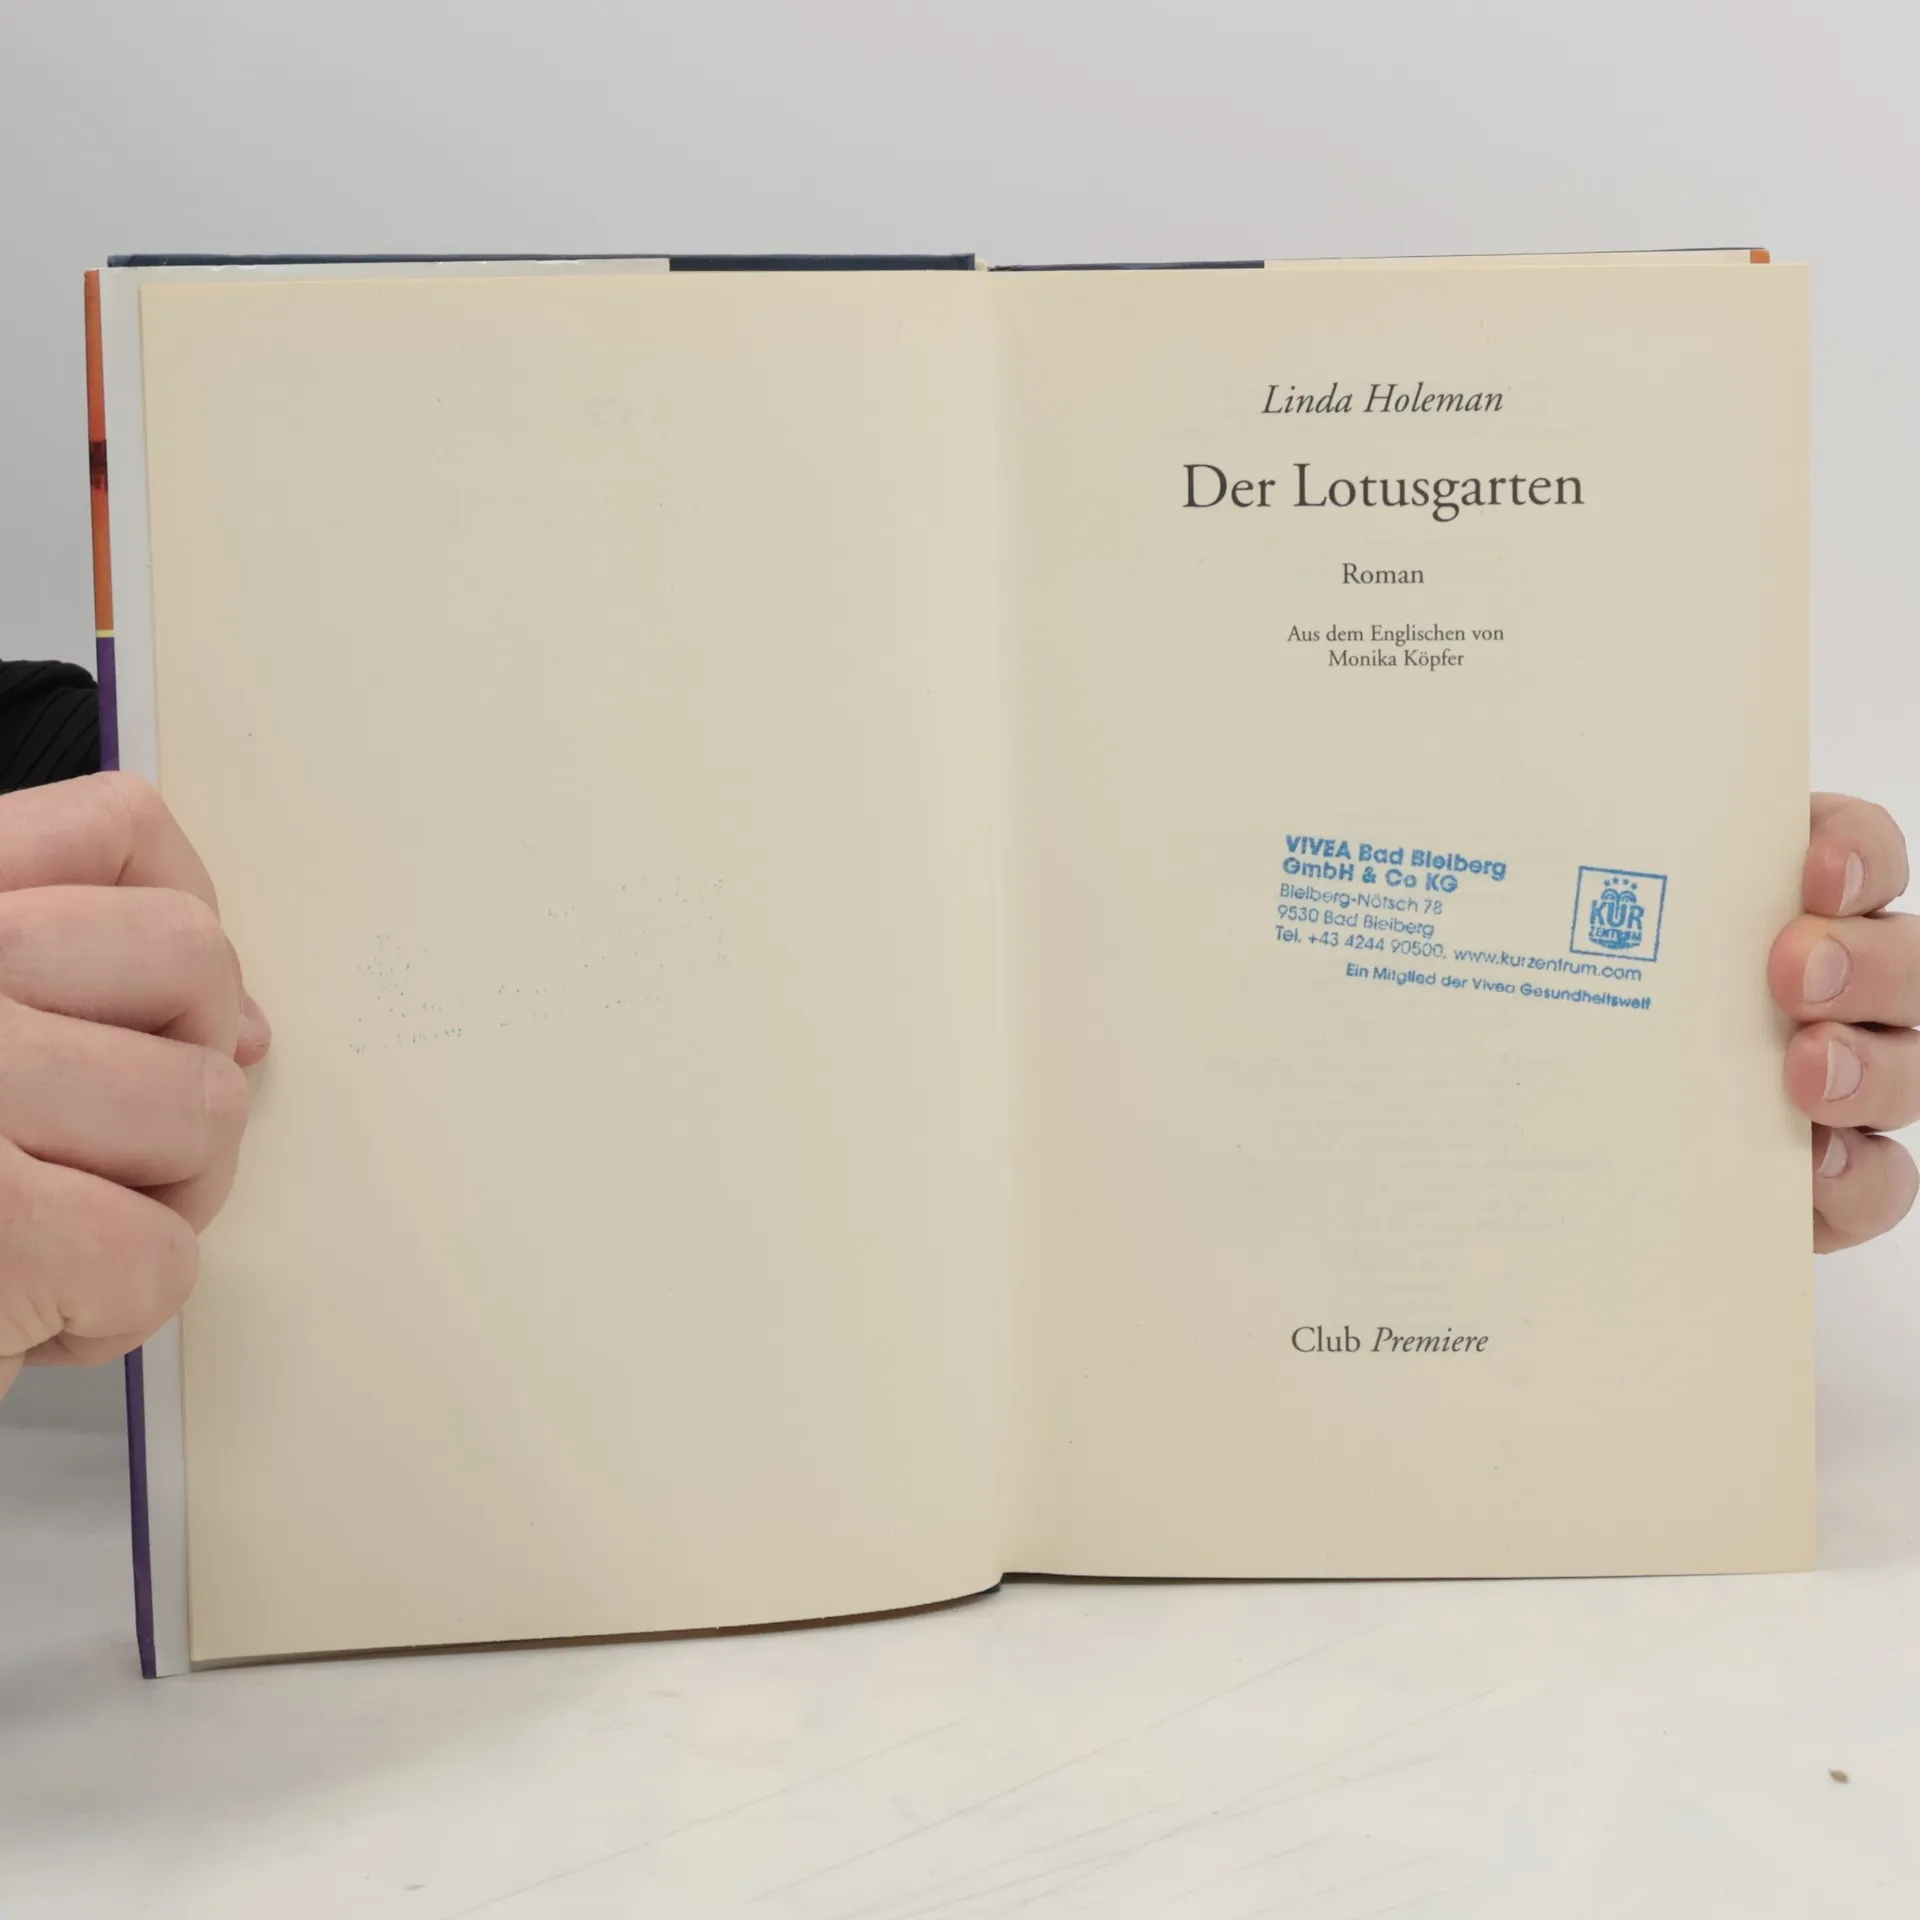 Linda Holeman
Der Lotusgarten
Roman
Aus dem Englischen von
Monika Köpfer
VIVEA Bad Bleiberg
GmbH & Co KG
Bleiberg-Nötsch 78
9530 Bad Bleiberg
Tel. +43 4244 90500, www.kurzentrum.com
Ein Mitglied der Vivea Gesundheitswelt
KUR
ZENTRUM
Club Premiere